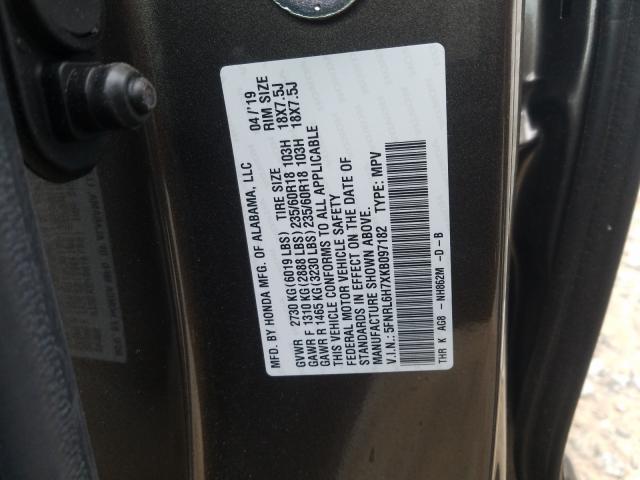 MFD. BY HONDA MFG. OF ALABAMA, LLC 04/'19
GVWR 2730 KG(6019 LBS) TIRE SIZE RIM SIZE
GAWR F 1310 KG(2888 LBS) 235/60R18 103H 18X7.5J
GAWR R 1465 KG(3230 LBS) 235/60R18 103H 18X7.5J
THIS VEHICLE CONFORMS TO ALL APPLICABLE
FEDERAL MOTOR VEHICLE SAFETY
STANDARDS IN EFFECT ON THE DATE OF
MANUFACTURE SHOWN ABOVE.
V.I.N.: 5FNRL6H7XKB097182 TYPE: MPV
THR K AG8 -NH862M -D -B